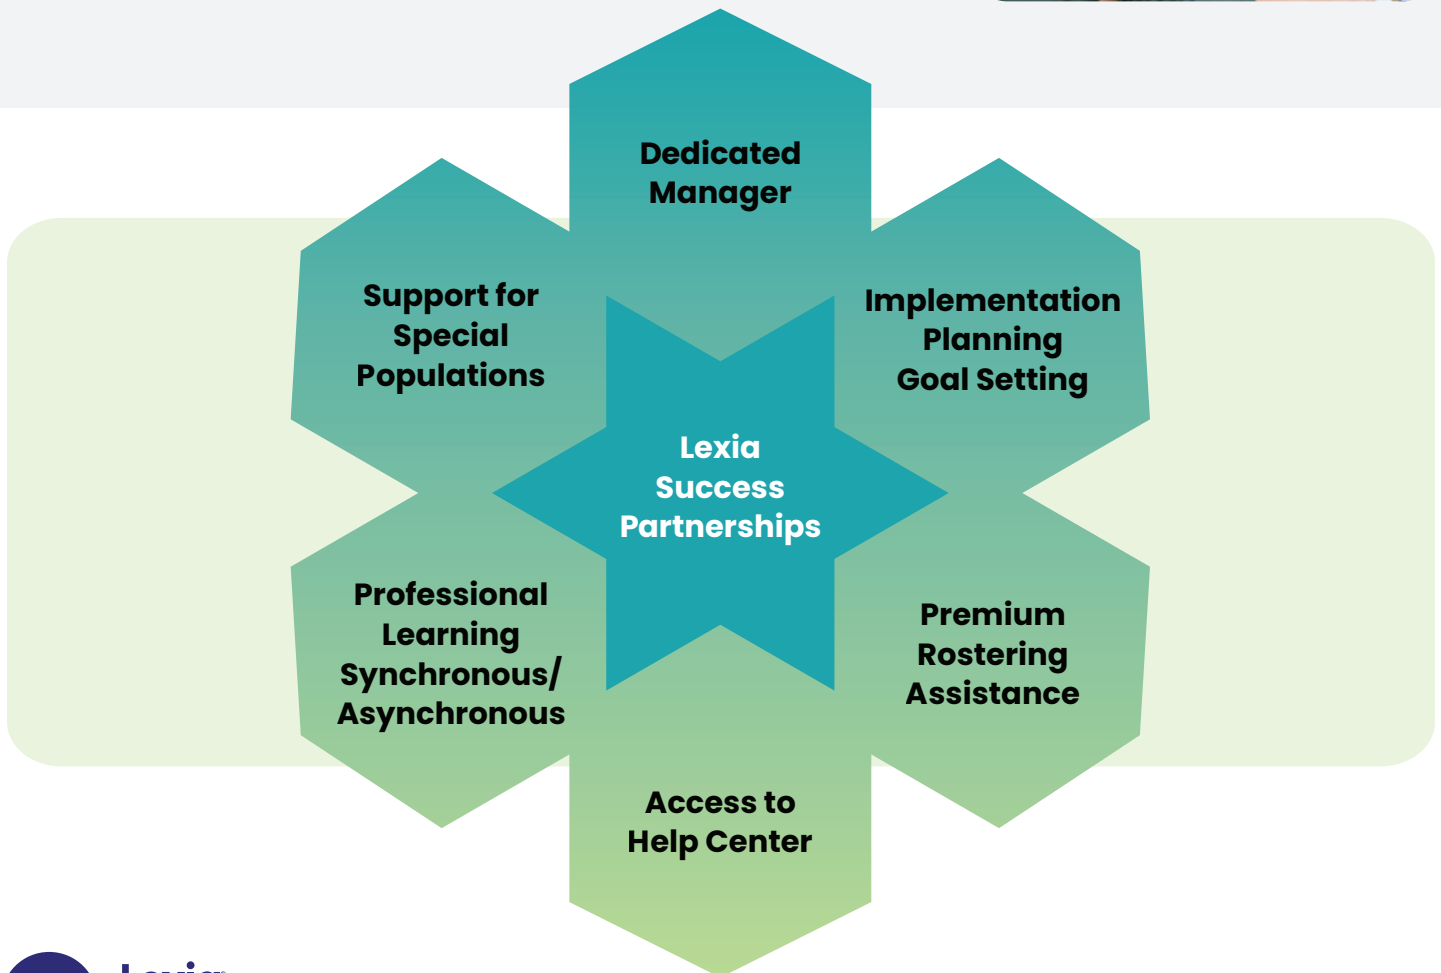 Dedicated
Manager
Support for
Special
Populations
Implementation
Planning
Goal Setting
Lexia
Success
Partnerships
Professional
Learning
Synchronous/
Asynchronous
Premium
Rostering
Assistance
Access to
Help Center
Lexia